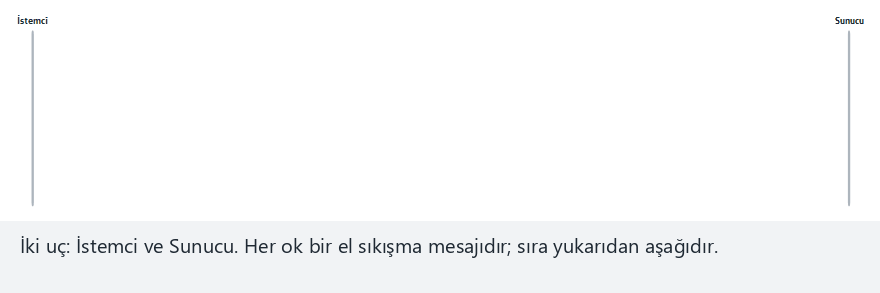 İstemci
Sunucu
İki uç: İstemci ve Sunucu. Her ok bir el sıkışma mesajıdır; sıra yukarıdan aşağıdır.